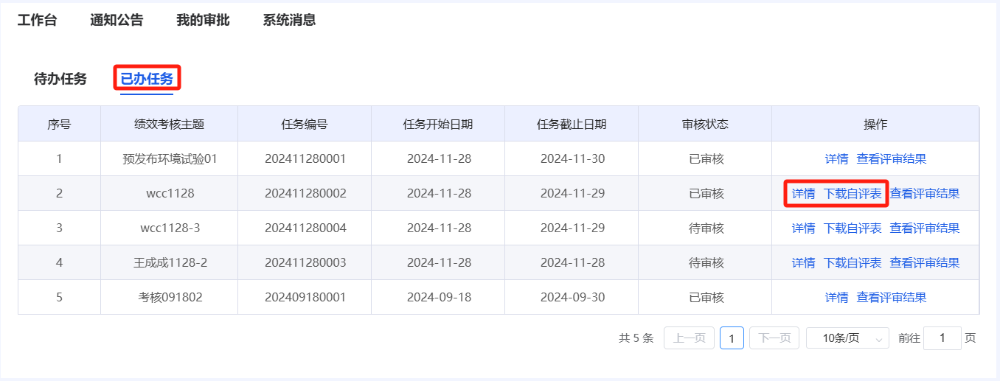 工作台 通知公告 我的审批 系统消息
待办任务 已办任务
序号 绩效考核主题 任务编号 任务开始日期 任务截止日期 审核状态 操作
1 预发布环境试验01 202411280001 2024-11-28 2024-11-30 已审核 详情 查看评审结果
2 wcc1128 202411280002 2024-11-28 2024-11-29 已审核 详情 下载自评表 查看评审结果
3 wcc1128-3 202411280004 2024-11-28 2024-11-29 待审核 详情 下载自评表 查看评审结果
4 王成成1128-2 202411280003 2024-11-28 2024-11-28 待审核 详情 下载自评表 查看评审结果
5 考核091802 202409180001 2024-09-18 2024-09-30 已审核 详情 查看评审结果
共 5 条 上一页 1 下一页 10条/页 前往 1 页